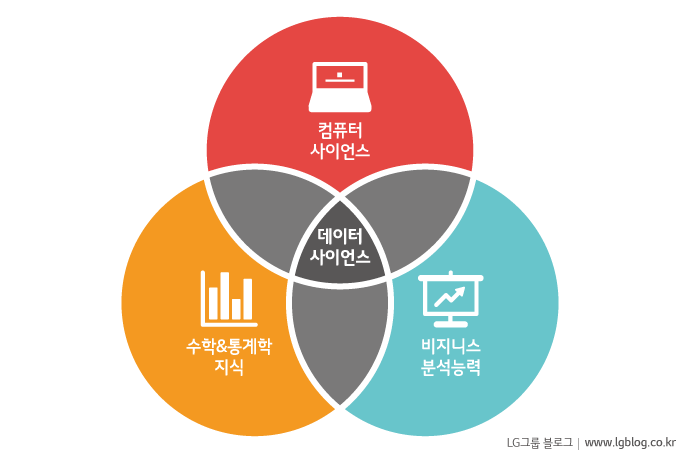 컴퓨터
사이언스
데이터
사이언스
수학&통계학
지식
비지니스
분석능력
LG그룹 블로그 | www.lgblog.co.kr